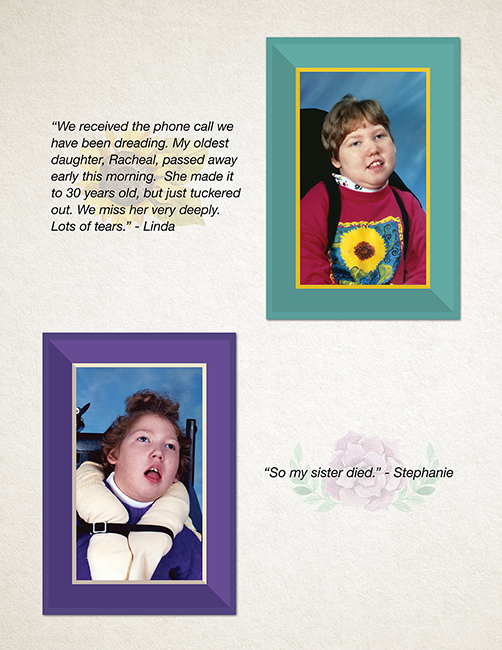 “We received the phone call we
have been dreading. My oldest
daughter, Racheal, passed away
early this morning.  She made it
to 30 years old, but just tuckered
out. We miss her very deeply.
Lots of tears.” - Linda
“So my sister died.” - Stephanie